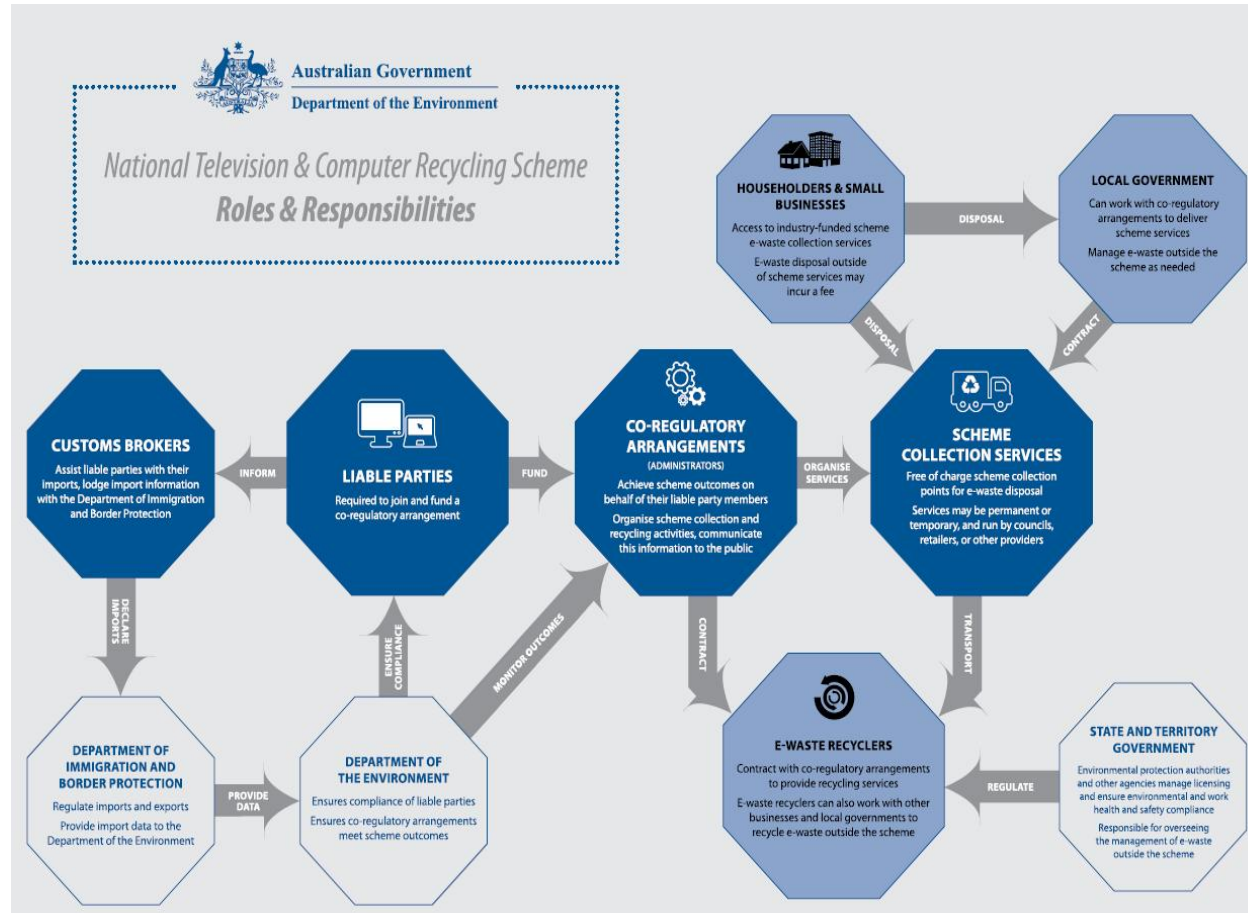 Australian Government
Department of the Environment
National Television & Computer Recycling Scheme
Roles & Responsibilities
HOUSEHOLDERS & SMALL
BUSINESSES
Access to industry-funded scheme
e-waste collection services
E-waste disposal outside
of scheme services may
incur a fee
DISPOSAL
LOCAL GOVERNMENT
Can work with co-regulatory
arrangements to deliver
scheme services
Manage e-waste outside the
scheme as needed
DISPOSAL
CONTRACT
CUSTOMS BROKERS
Assist liable parties with their
imports, lodge import information
with the Department of Immigration
and Border Protection
INFORM
LIABLE PARTIES
Required to join and fund a
co-regulatory arrangement
FUND
CO-REGULATORY
ARRANGEMENTS
(ADMINISTRATORS)
Achieve scheme outcomes on
behalf of their liable party members
Organise scheme collection and
recycling activities, communicate
this information to the public
ORGANISE
SERVICES
SCHEME
COLLECTION SERVICES
Free of charge scheme collection
points for e-waste disposal
Services may be permanent or
temporary, and run by councils,
retailers, or other providers
DECLARE
IMPORTS
ENSURE
COMPLIANCE
MONITOR OUTCOMES
CONTRACT
TRANSPORT
DEPARTMENT OF
IMMIGRATION AND
BORDER PROTECTION
Regulate imports and exports
Provide import data to the
Department of the Environment
PROVIDE
DATA
DEPARTMENT OF
THE ENVIRONMENT
Ensures compliance of liable parties
Ensures co-regulatory arrangements
meet scheme outcomes
E-WASTE RECYCLERS
Contract with co-regulatory arrangements
to provide recycling services
E-waste recyclers can also work with other
businesses and local governments to
recycle e-waste outside the scheme
REGULATE
STATE AND TERRITORY
GOVERNMENT
Environmental protection authorities
and other agencies manage licensing
and ensure environmental and work
health and safety compliance
Responsible for overseeing
the management of e-waste
outside the scheme